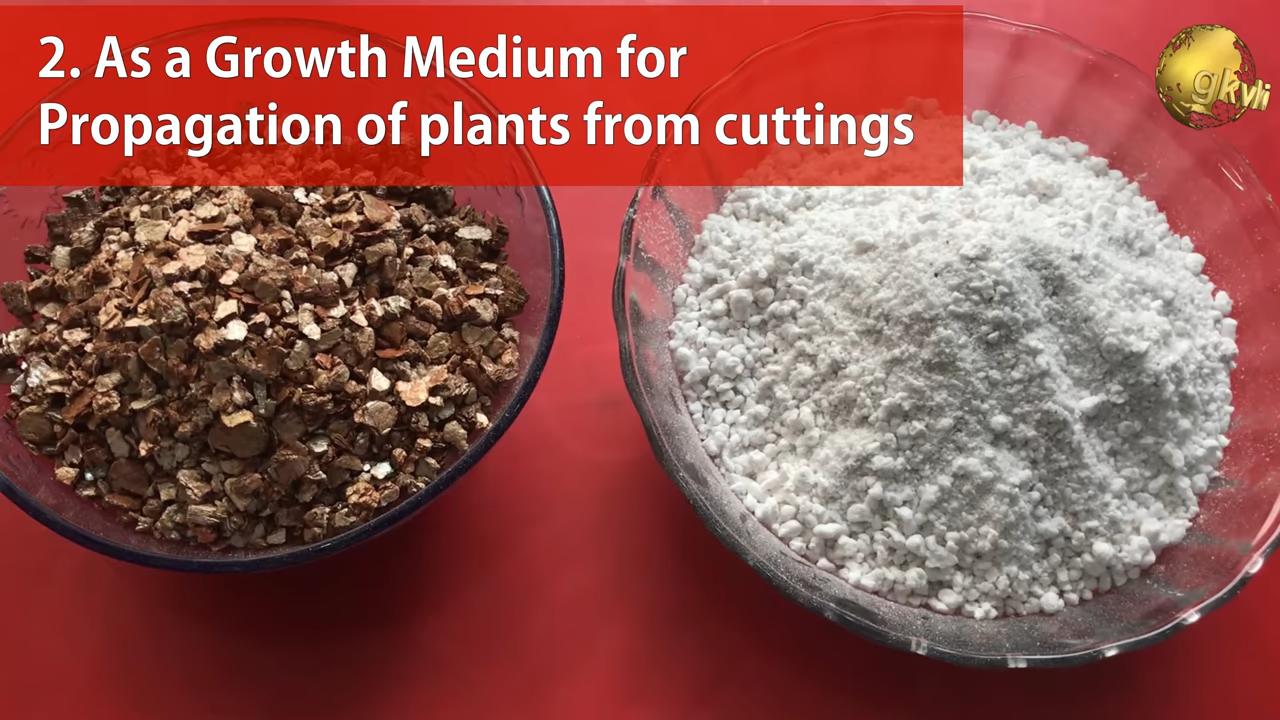 2. As a Growth Medium for
Propagation of plants from cuttings
gkvli